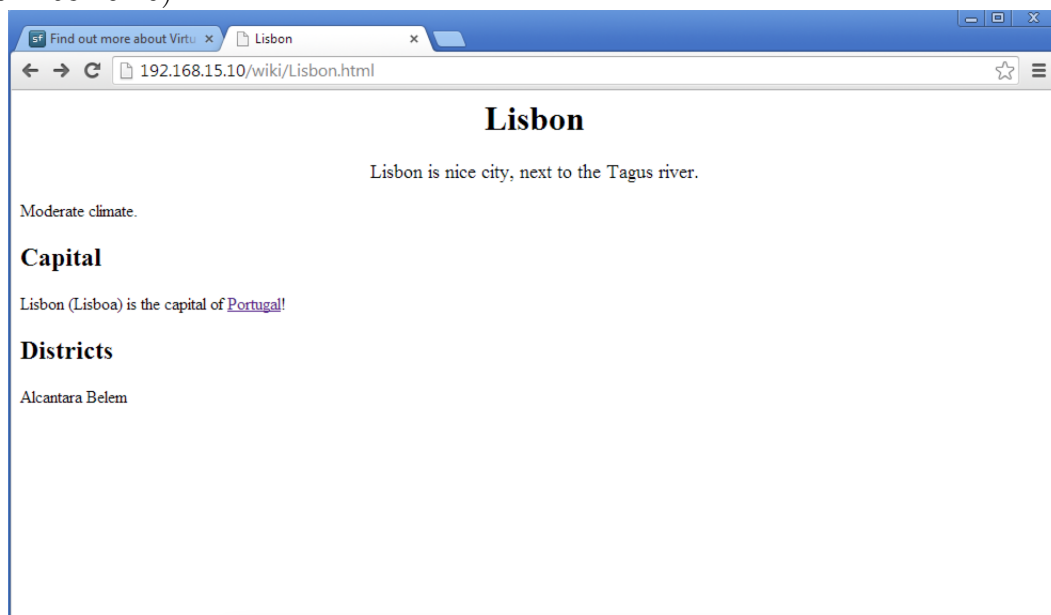 Find out more about Virtu
Lisbon
192.168.15.10/wiki/Lisbon.html
Lisbon
Lisbon is nice city, next to the Tagus river.
Moderate climate.
Capital
Lisbon (Lisboa) is the capital of Portugal!
Districts
Alcantara Belem